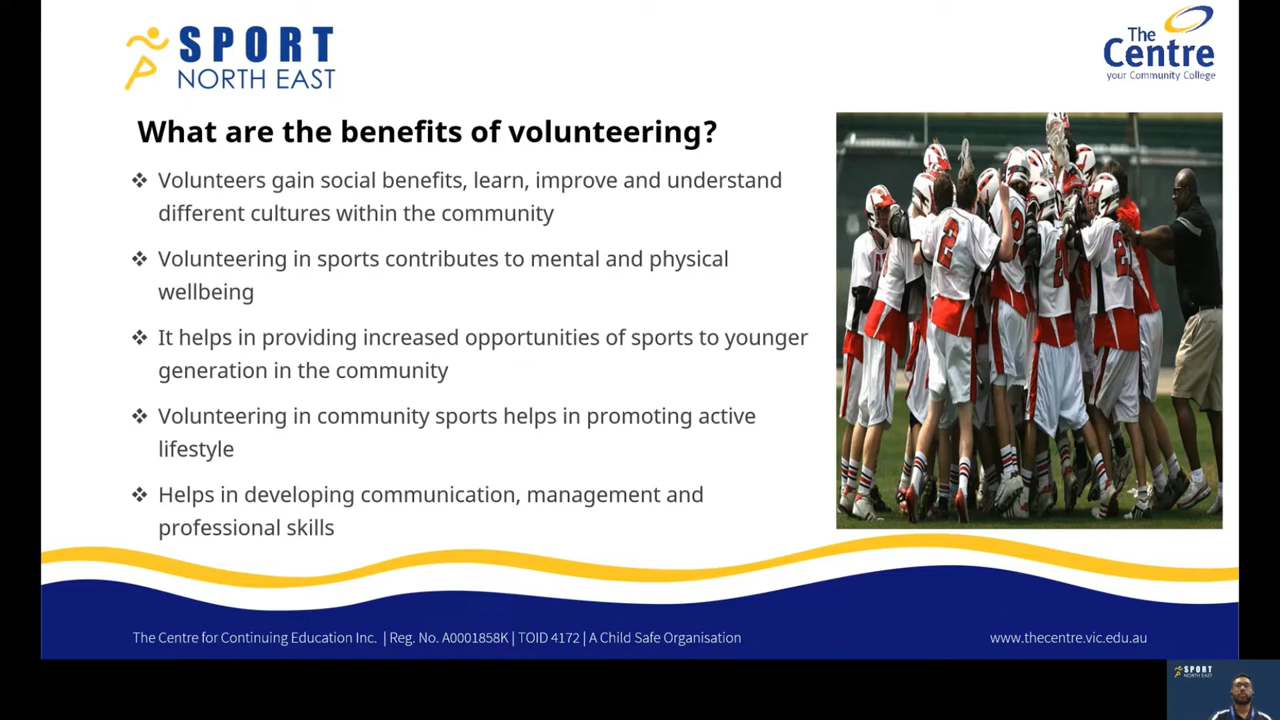 SPORT
NORTH EAST
The
Centre
your Community College
What are the benefits of volunteering?
❖ Volunteers gain social benefits, learn, improve and understand
different cultures within the community
❖ Volunteering in sports contributes to mental and physical
wellbeing
❖ It helps in providing increased opportunities of sports to younger
generation in the community
❖ Volunteering in community sports helps in promoting active
lifestyle
❖ Helps in developing communication, management and
professional skills
2
The Centre for Continuing Education Inc. | Reg. No. A0001858K | TOID 4172 | A Child Safe Organisation
www.thecentre.vic.edu.au
SPORT
NORTH EAST